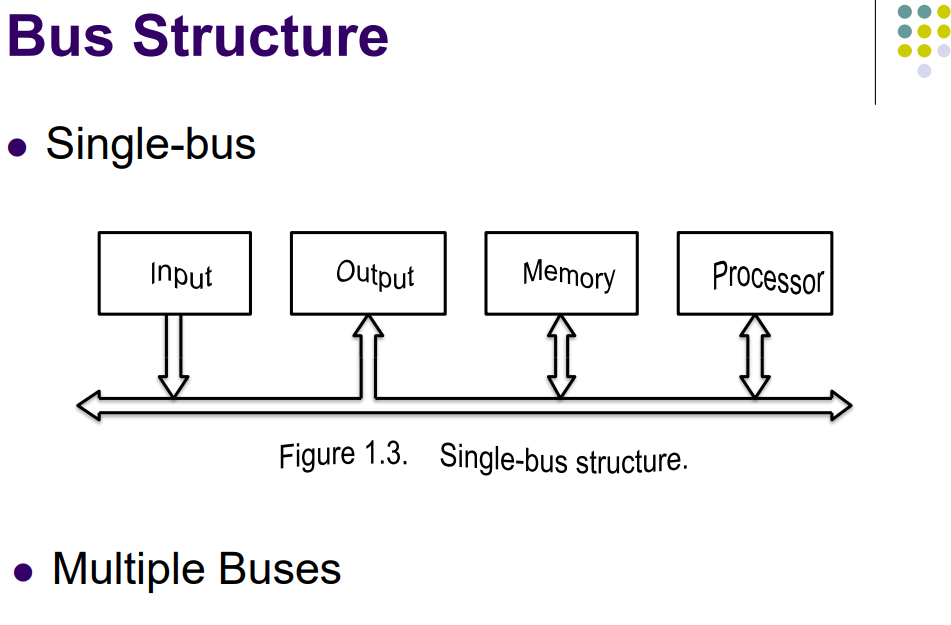 Bus Structure
Single-bus
Input
Output
Memory
Processor
Figure 1.3. Single-bus structure.
Multiple Buses